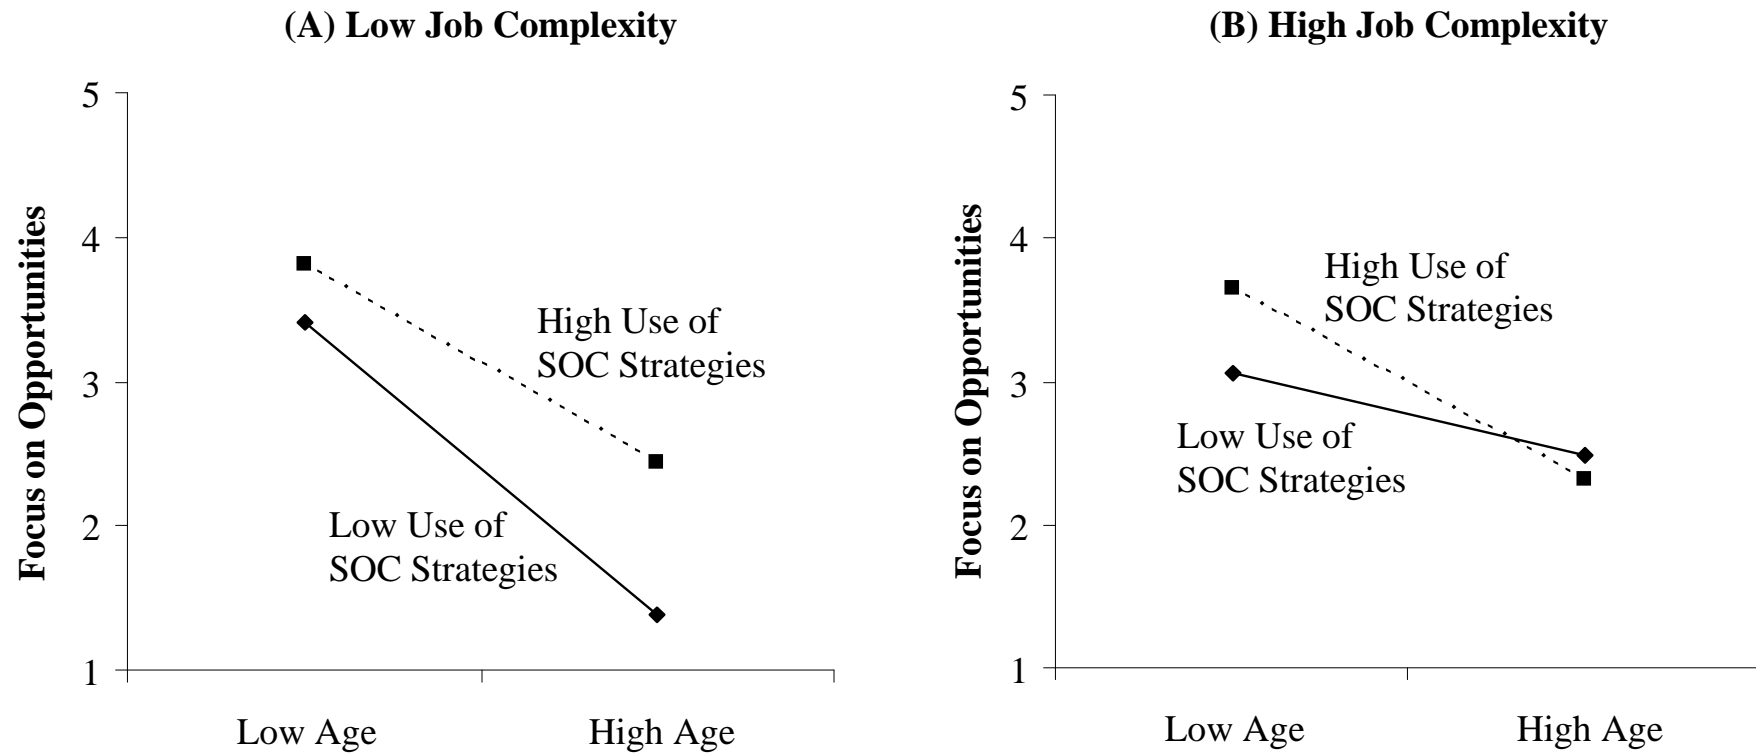 (A) Low Job Complexity
Focus on Opportunities
5
4
3
2
1
High Use of
SOC Strategies
Low Use of
SOC Strategies
Low Age
High Age
(B) High Job Complexity
Focus on Opportunities
5
4
3
2
1
High Use of
SOC Strategies
Low Use of
SOC Strategies
Low Age
High Age